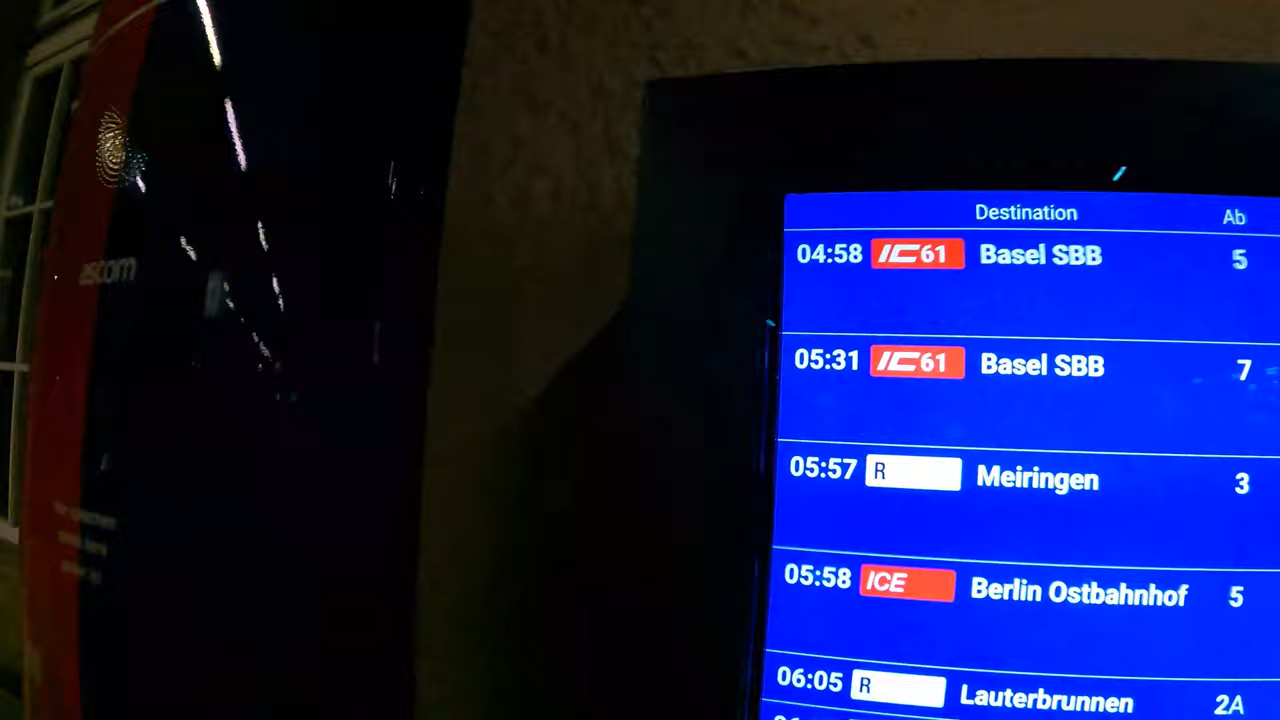 ascom
Destination Ab
04:58 IC61 Basel SBB 5
05:31 IC61 Basel SBB 7
05:57 R Meiringen 3
05:58 ICE Berlin Ostbahnhof 5
06:05 R Lauterbrunnen 2A